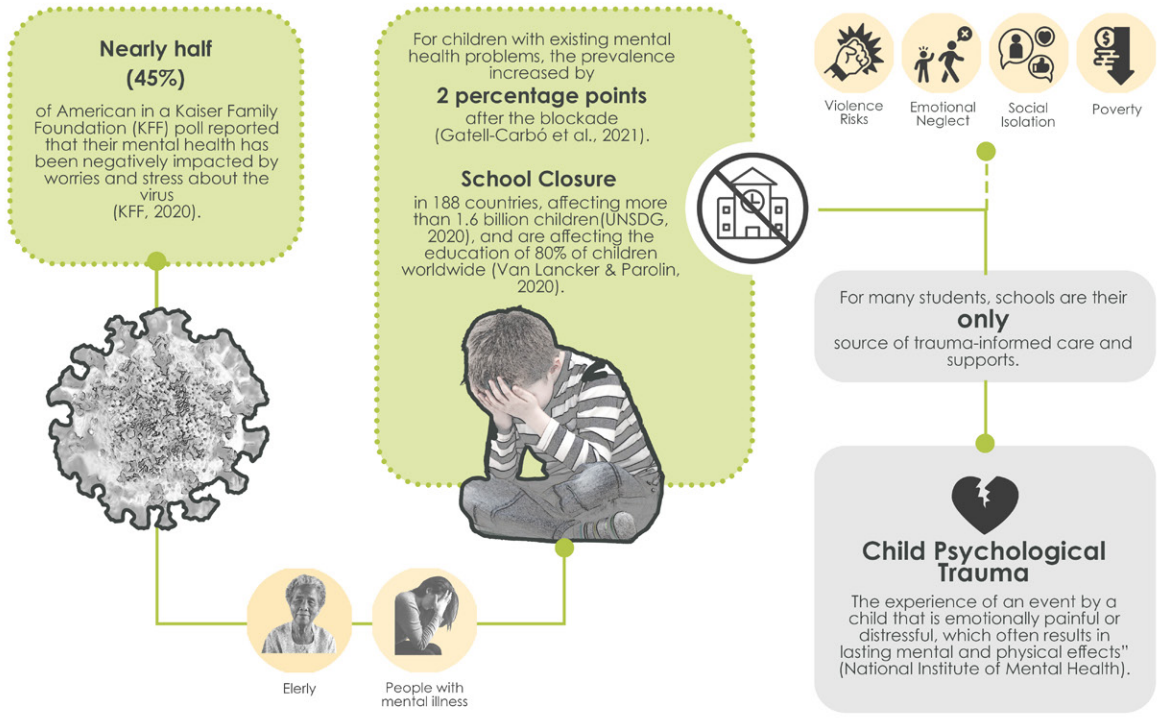 Nearly half
(45%)
of American in a Kaiser Family
Foundation (KFF) poll reported
that their mental health has
been negatively impacted by
worries and stress about the
virus
(KFF, 2020).
For children with existing mental
health problems, the prevalence
increased by
2 percentage points
after the blockade
(Gatell-Carbó et al., 2021).
School Closure
in 188 countries, affecting more
than 1.6 billion children(UNSDG,
2020), and are affecting the
education of 80% of children
worldwide (Van Lancker & Parolin,
2020).
Violence
Risks
Emotional
Neglect
Social
Isolation
Poverty
For many students, schools are their
only
source of trauma-informed care and
supports.
Child Psychological
Trauma
The experience of an event by a
child that is emotionally painful or
distressful, which often results in
lasting mental and physical effects”
(National Institute of Mental Health).
Elerly
People with
mental illness